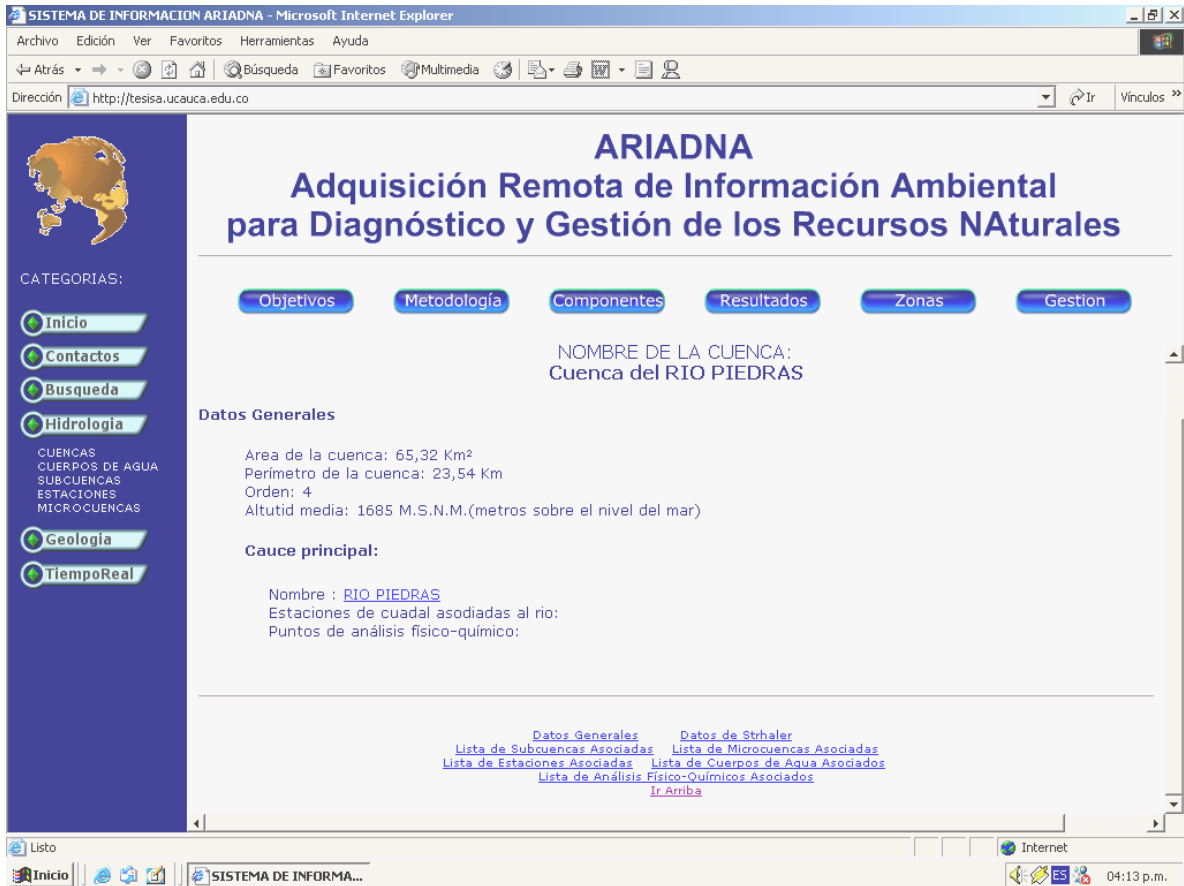 SISTEMA DE INFORMACION ARIADNA - Microsoft Internet Explorer
Archivo Edición Ver Favoritos Herramientas Ayuda
Atrás Búsqueda Favoritos Multimedia
Dirección http://tesisa.ucauca.edu.co Ir Vínculos »
ARIADNA
Adquisición Remota de Información Ambiental
para Diagnóstico y Gestión de los Recursos NAturales
CATEGORIAS:
Inicio
Contactos
Busqueda
Hidrologia
CUENCAS
CUERPOS DE AGUA
SUBCUENCAS
ESTACIONES
MICROCUENCAS
Geologia
TiempoReal
Objetivos Metodología Componentes Resultados Zonas Gestion
NOMBRE DE LA CUENCA:
Cuenca del RIO PIEDRAS
Datos Generales
Area de la cuenca: 65,32 Km²
Perímetro de la cuenca: 23,54 Km
Orden: 4
Altutid media: 1685 M.S.N.M.(metros sobre el nivel del mar)
Cauce principal:
Nombre : RIO PIEDRAS
Estaciones de cuadal asodiadas al rio:
Puntos de análisis físico-químico:
Datos Generales Datos de Strhaler
Lista de Subcuencas Asociadas Lista de Microcuencas Asociadas
Lista de Estaciones Asociadas Lista de Cuerpos de Agua Asociados
Lista de Análisis Físico-Químicos Asociados
Ir Arriba
Listo Internet
Inicio SISTEMA DE INFORMA... ES 04:13 p.m.